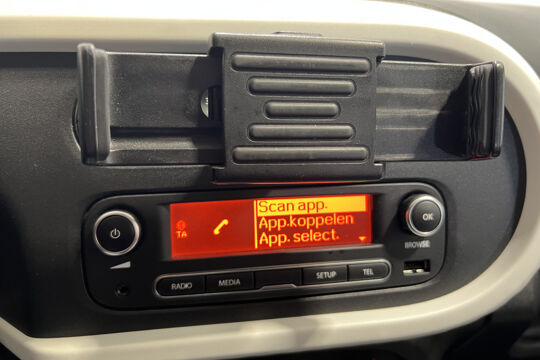 Scan app.
App.koppelen
App. select.
TA
OK
BROWSE
RADIO
MEDIA
SETUP
TEL